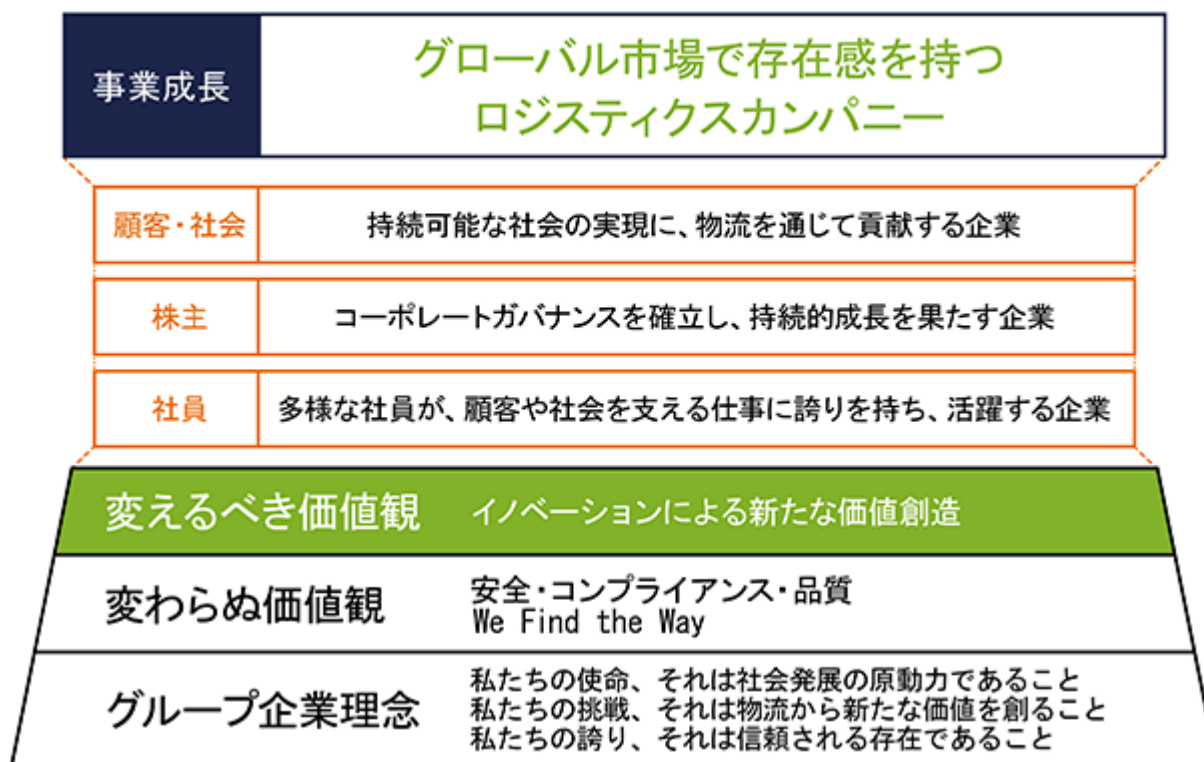 事業成長
グローバル市場で存在感を持つ
ロジスティクスカンパニー
顧客・社会
持続可能な社会の実現に、物流を通じて貢献する企業
株主
コーポレートガバナンスを確立し、持続的成長を果たす企業
社員
多様な社員が、顧客や社会を支える仕事に誇りを持ち、活躍する企業
変えるべき価値観
イノベーションによる新たな価値創造
変わらぬ価値観
安全・コンプライアンス・品質
We Find the Way
グループ企業理念
私たちの使命、それは社会発展の原動力であること
私たちの挑戦、それは物流から新たな価値を創ること
私たちの誇り、それは信頼される存在であること